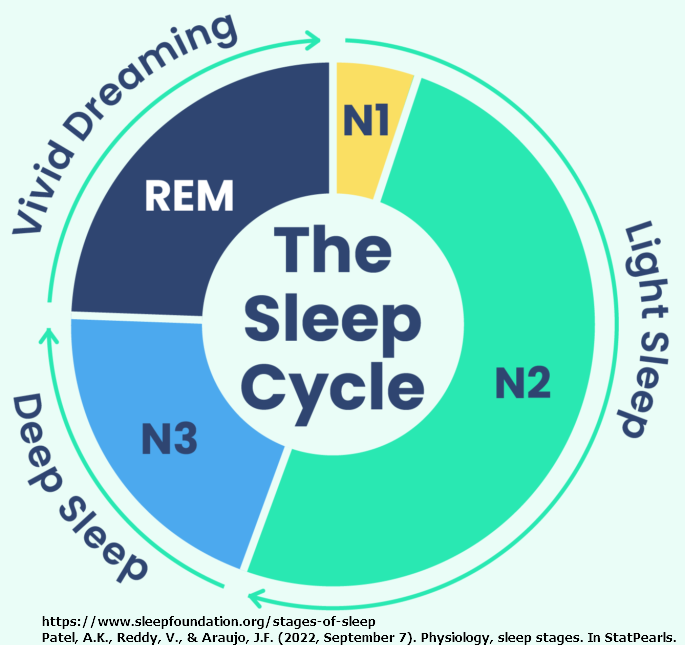 Vivid Dreaming
N1
REM
The
Sleep
Cycle
Light Sleep
N2
N3
Deep Sleep
https://www.sleepfoundation.org/stages-of-sleep
Patel, A.K., Reddy, V., & Araujo, J.F. (2022, September 7). Physiology, sleep stages. In StatPearls.